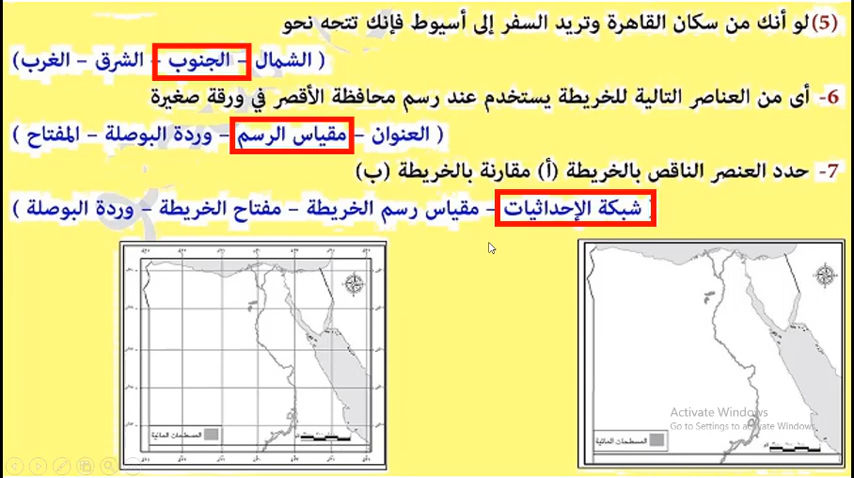 (5) لو أنك من سكان القاهرة وتريد السفر إلى أسيوط فإنك تتحه نحو
( الشمال – الجنوب – الشرق – الغرب)
6- أى من العناصر التالية للخريطة يستخدم عند رسم محافظة الأقصر في ورقة صغيرة
( العنوان – مقياس الرسم – وردة البوصلة – المفتاح )
7- حدد العنصر الناقص بالخريطة (أ) مقارنة بالخريطة (ب)
( شبكة الإحداثيات – مقياس رسم الخريطة – مفتاح الخريطة – وردة البوصلة )
المسطحات المائية
المسطحات المائية
Activate Windows
Go to Settings to activate Windows.